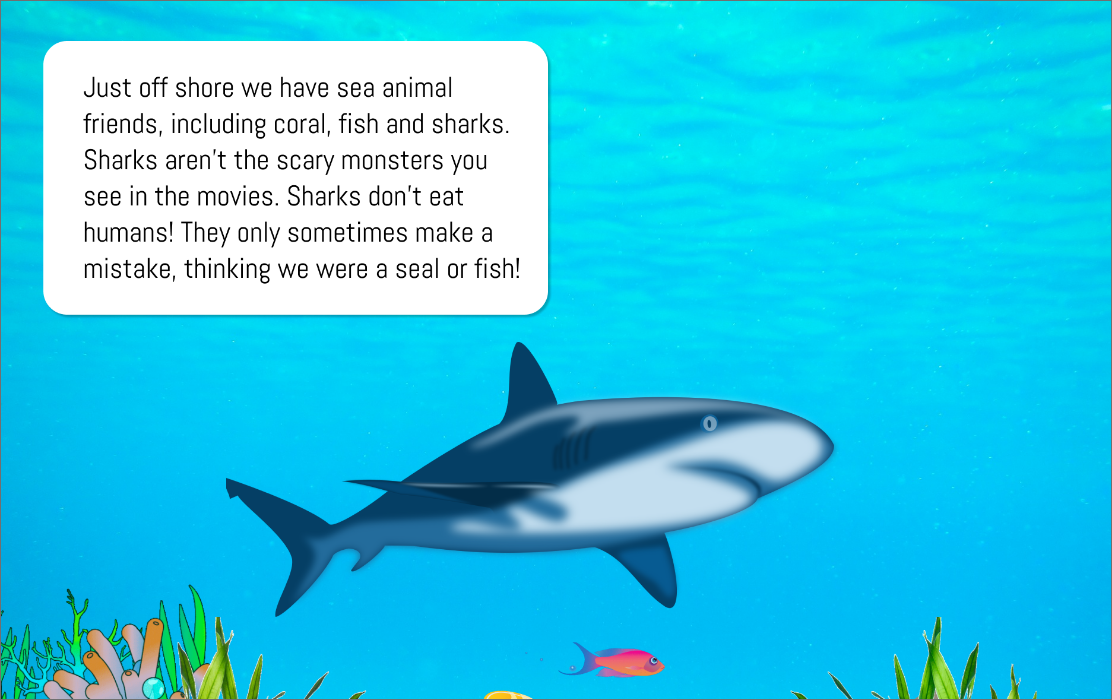 Just off shore we have sea animal
friends, including coral, fish and sharks.
Sharks aren't the scary monsters you
see in the movies. Sharks don't eat
humans! They only sometimes make a
mistake, thinking we were a seal or fish!